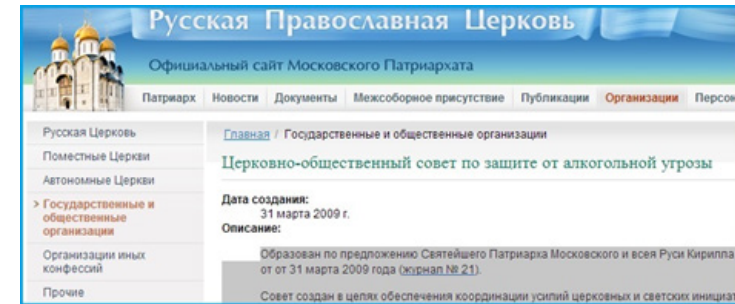 Русская Православная Церковь
Официальный сайт Московского Патриархата
Патриарх Новости Документы Межсоборное присутствие Публикации Организации
Русская Церковь
Поместные Церкви
Автономные Церкви
> Государственные и
общественные
организации
Организации иных
конфессий
Прочие
Главная / Государственные и общественные организации
Церковно-общественный совет по защите от алкогольной угрозы
Дата создания:
31 марта 2009 г.
Описание:
Образован по предложению Святейшего Патриарха Московского и всея Руси Кирилла
от от 31 марта 2009 года (журнал № 21).
Совет создан в целях обеспечения координации усилий церковных и светских